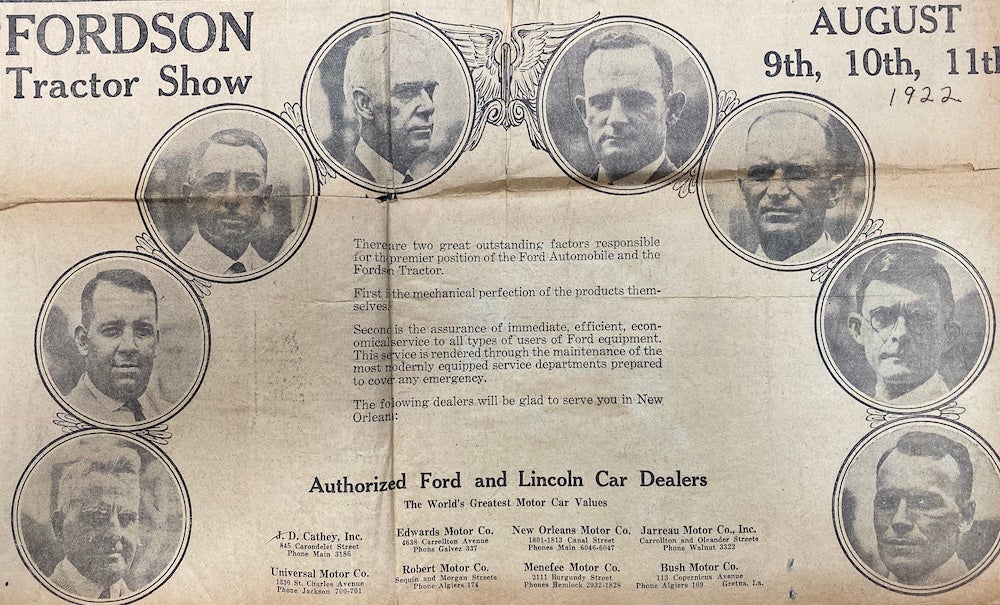 FORDSON
Tractor Show
AUGUST
9th, 10th, 11th
1922
There are two great outstanding factors responsible
for th premier position of the Ford Automobile and the
Fords n Tractor.
First i the mechanical perfection of the products them-
selves.
Second is the assurance of immediate, efficient, econ-
omical service to all types of users of Ford equipment.
This service is rendered through the maintenance of the
most modernly equipped service departments prepared
to cover any emergency.
The fo lowing dealers will be glad to serve you in New
Orleans:
Authorized Ford and Lincoln Car Dealers
The World's Greatest Motor Car Values
J. D. Cathey, Inc.
845 Carondelet Street
Phone Main 3186
Edwards Motor Co.
4638 Carrollton Avenue
Phone Galvez 337
New Orleans Motor Co.
1801-1813 Canal Street
Phones Main 6046-6047
Jarreau Motor Co., Inc.
Carrollton and Oleander Streets
Phone Walnut 3322
Universal Motor Co.
1330 St. Charles Avenue
Phone Jackson 700-701
Robert Motor Co.
Seguin and Morgan Streets
Phone Algiers 174
Menefee Motor Co.
2111 Burgundy Street
Phones Hemlock 2932-1828
Bush Motor Co.
113 Copernicus Avenue
Phone Algiers 109 Gretna, La.